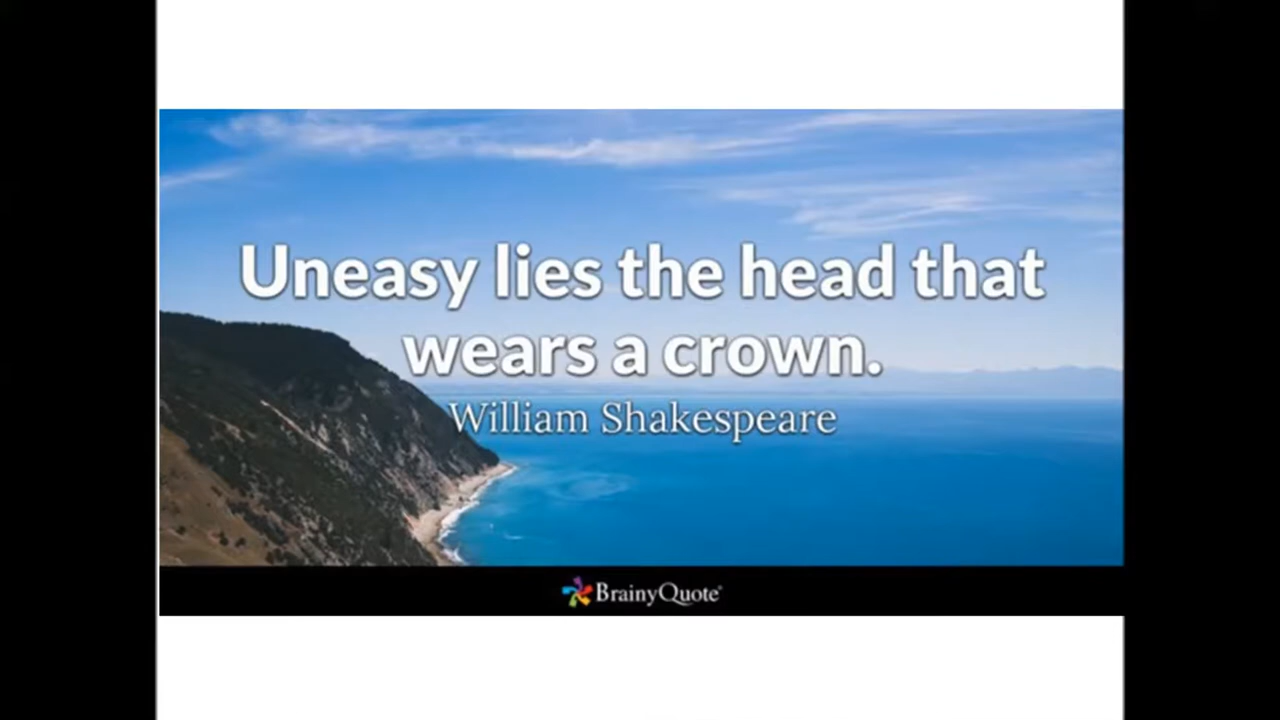 Uneasy lies the head that
wears a crown.
William Shakespeare
BrainyQuote®